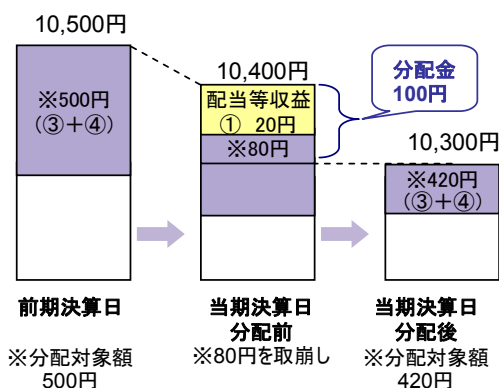 10,500円
※500円
(③+④)
10,400円
配当等収益
① 20円
※80円
分配金
100円
10,300円
※420円
(③+④)
前期決算日
※分配対象額
500円
当期決算日
分配前
※80円を取崩し
当期決算日
分配後
※分配対象額
420円